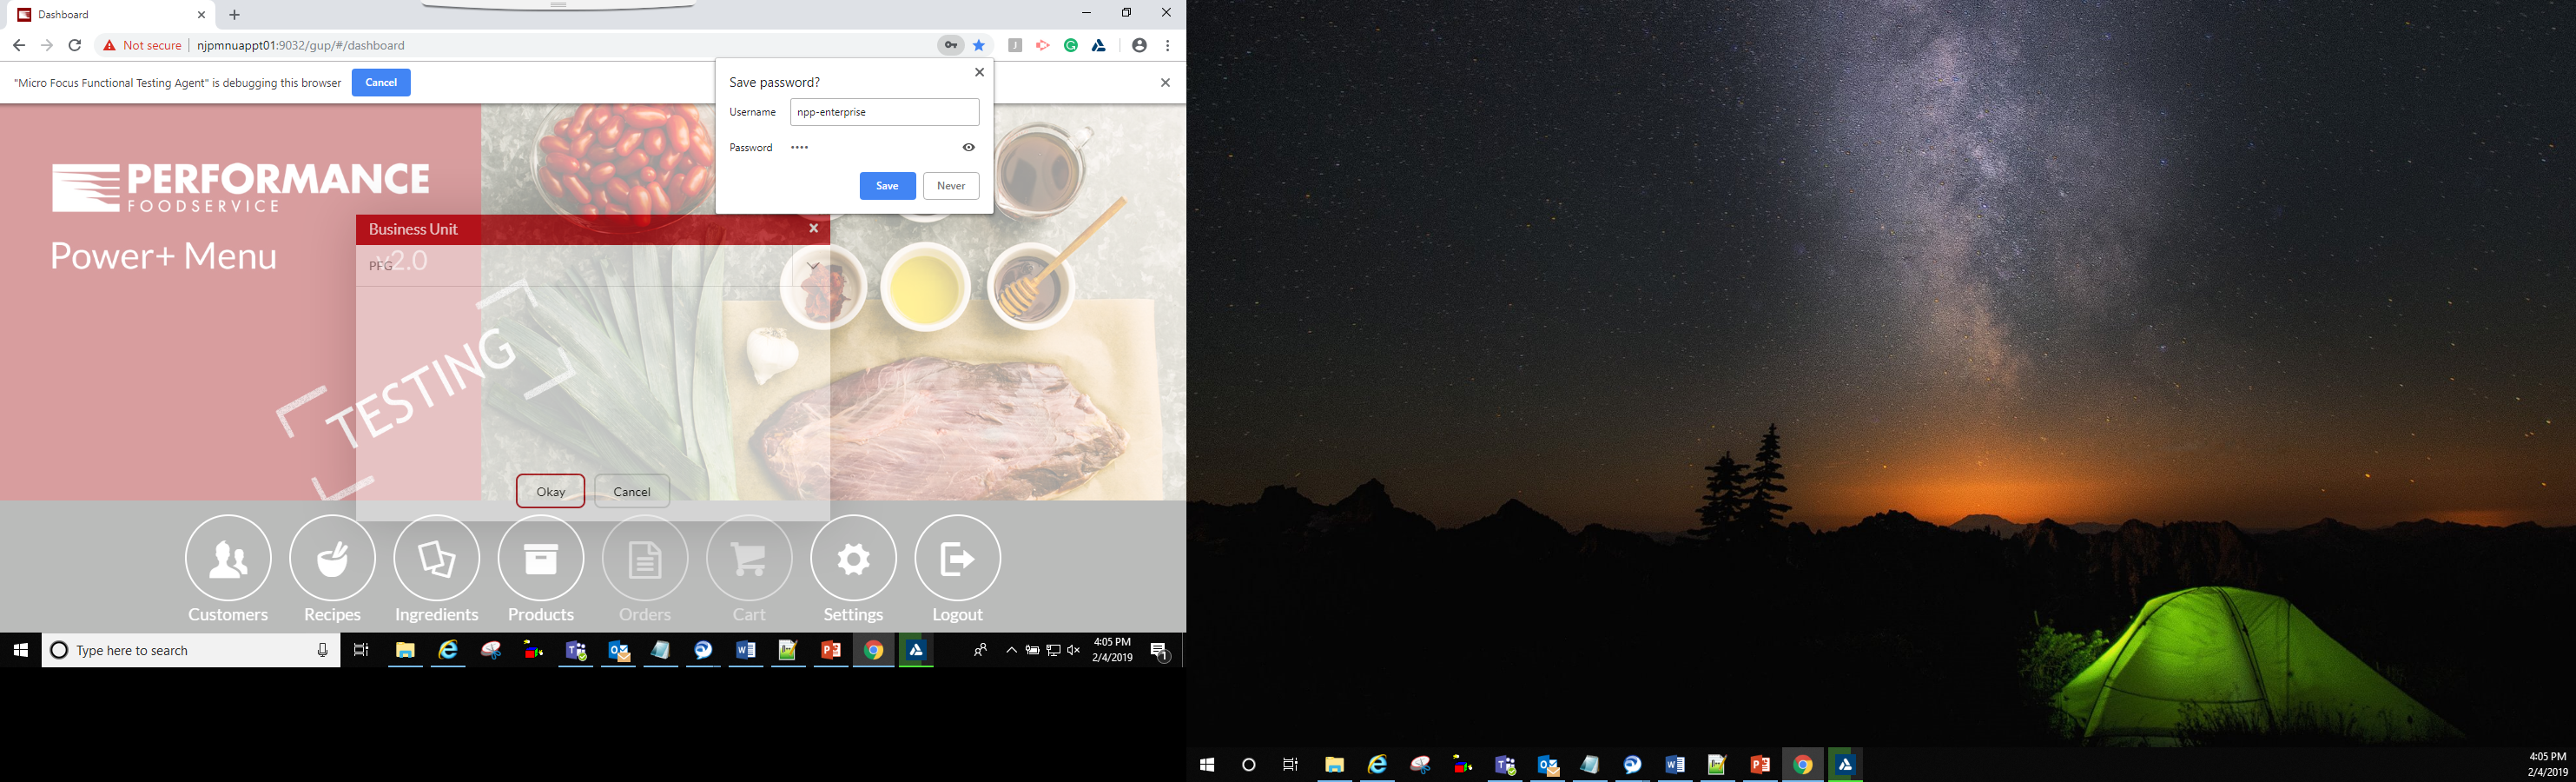 Dashboard
Not secure
njpmnuappt01:9032/gup/#/dashboard
"Micro Focus Functional Testing Agent" is debugging this browser
Cancel
Save password?
Username
npp-enterprise
Password
Save
Never
PERFORMANCE
FOODSERVICE
Power+ Menu
v2.0
Business Unit
PFG
TESTING
Okay
Cancel
Customers
Recipes
Ingredients
Products
Orders
Cart
Settings
Logout
Type here to search
4:05 PM
2/4/2019
1
4:05 PM
2/4/2019